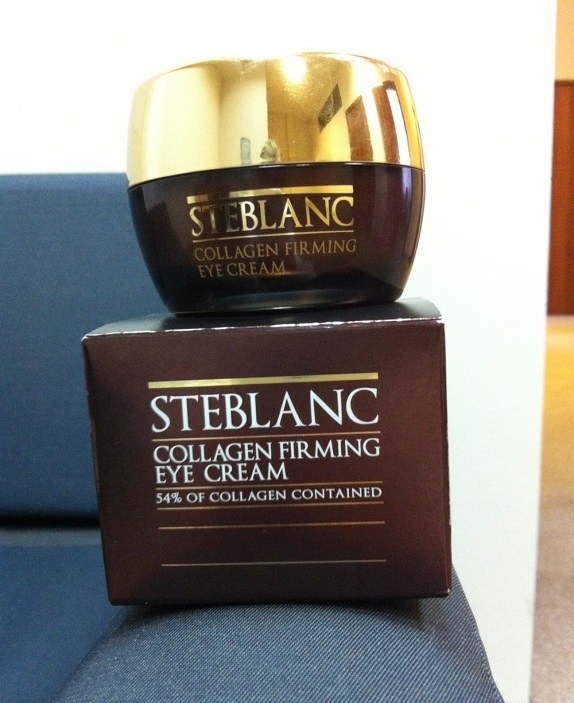 STEBLANC
COLLAGEN FIRMING
EYE CREAM
STEBLANC
COLLAGEN FIRMING
EYE CREAM
54% OF COLLAGEN CONTAINED